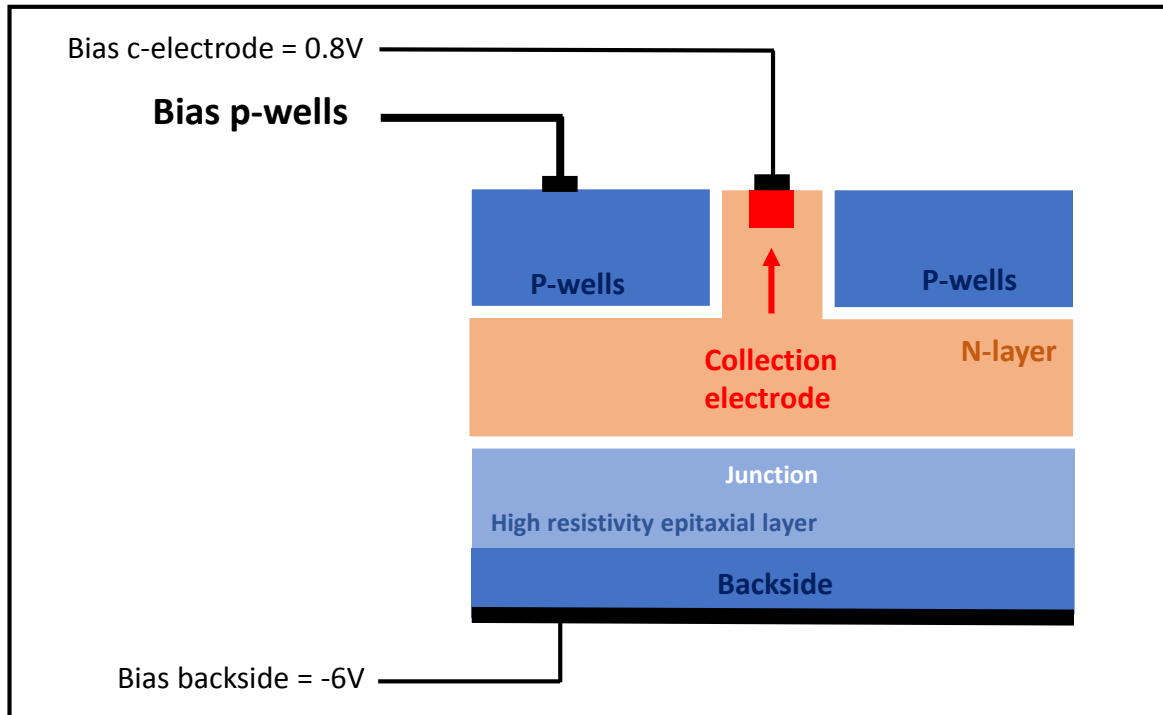 Bias c-electrode = 0.8V
Bias p-wells
P-wells
P-wells
N-layer
Collection
electrode
Junction
High resistivity epitaxial layer
Backside
Bias backside = -6V